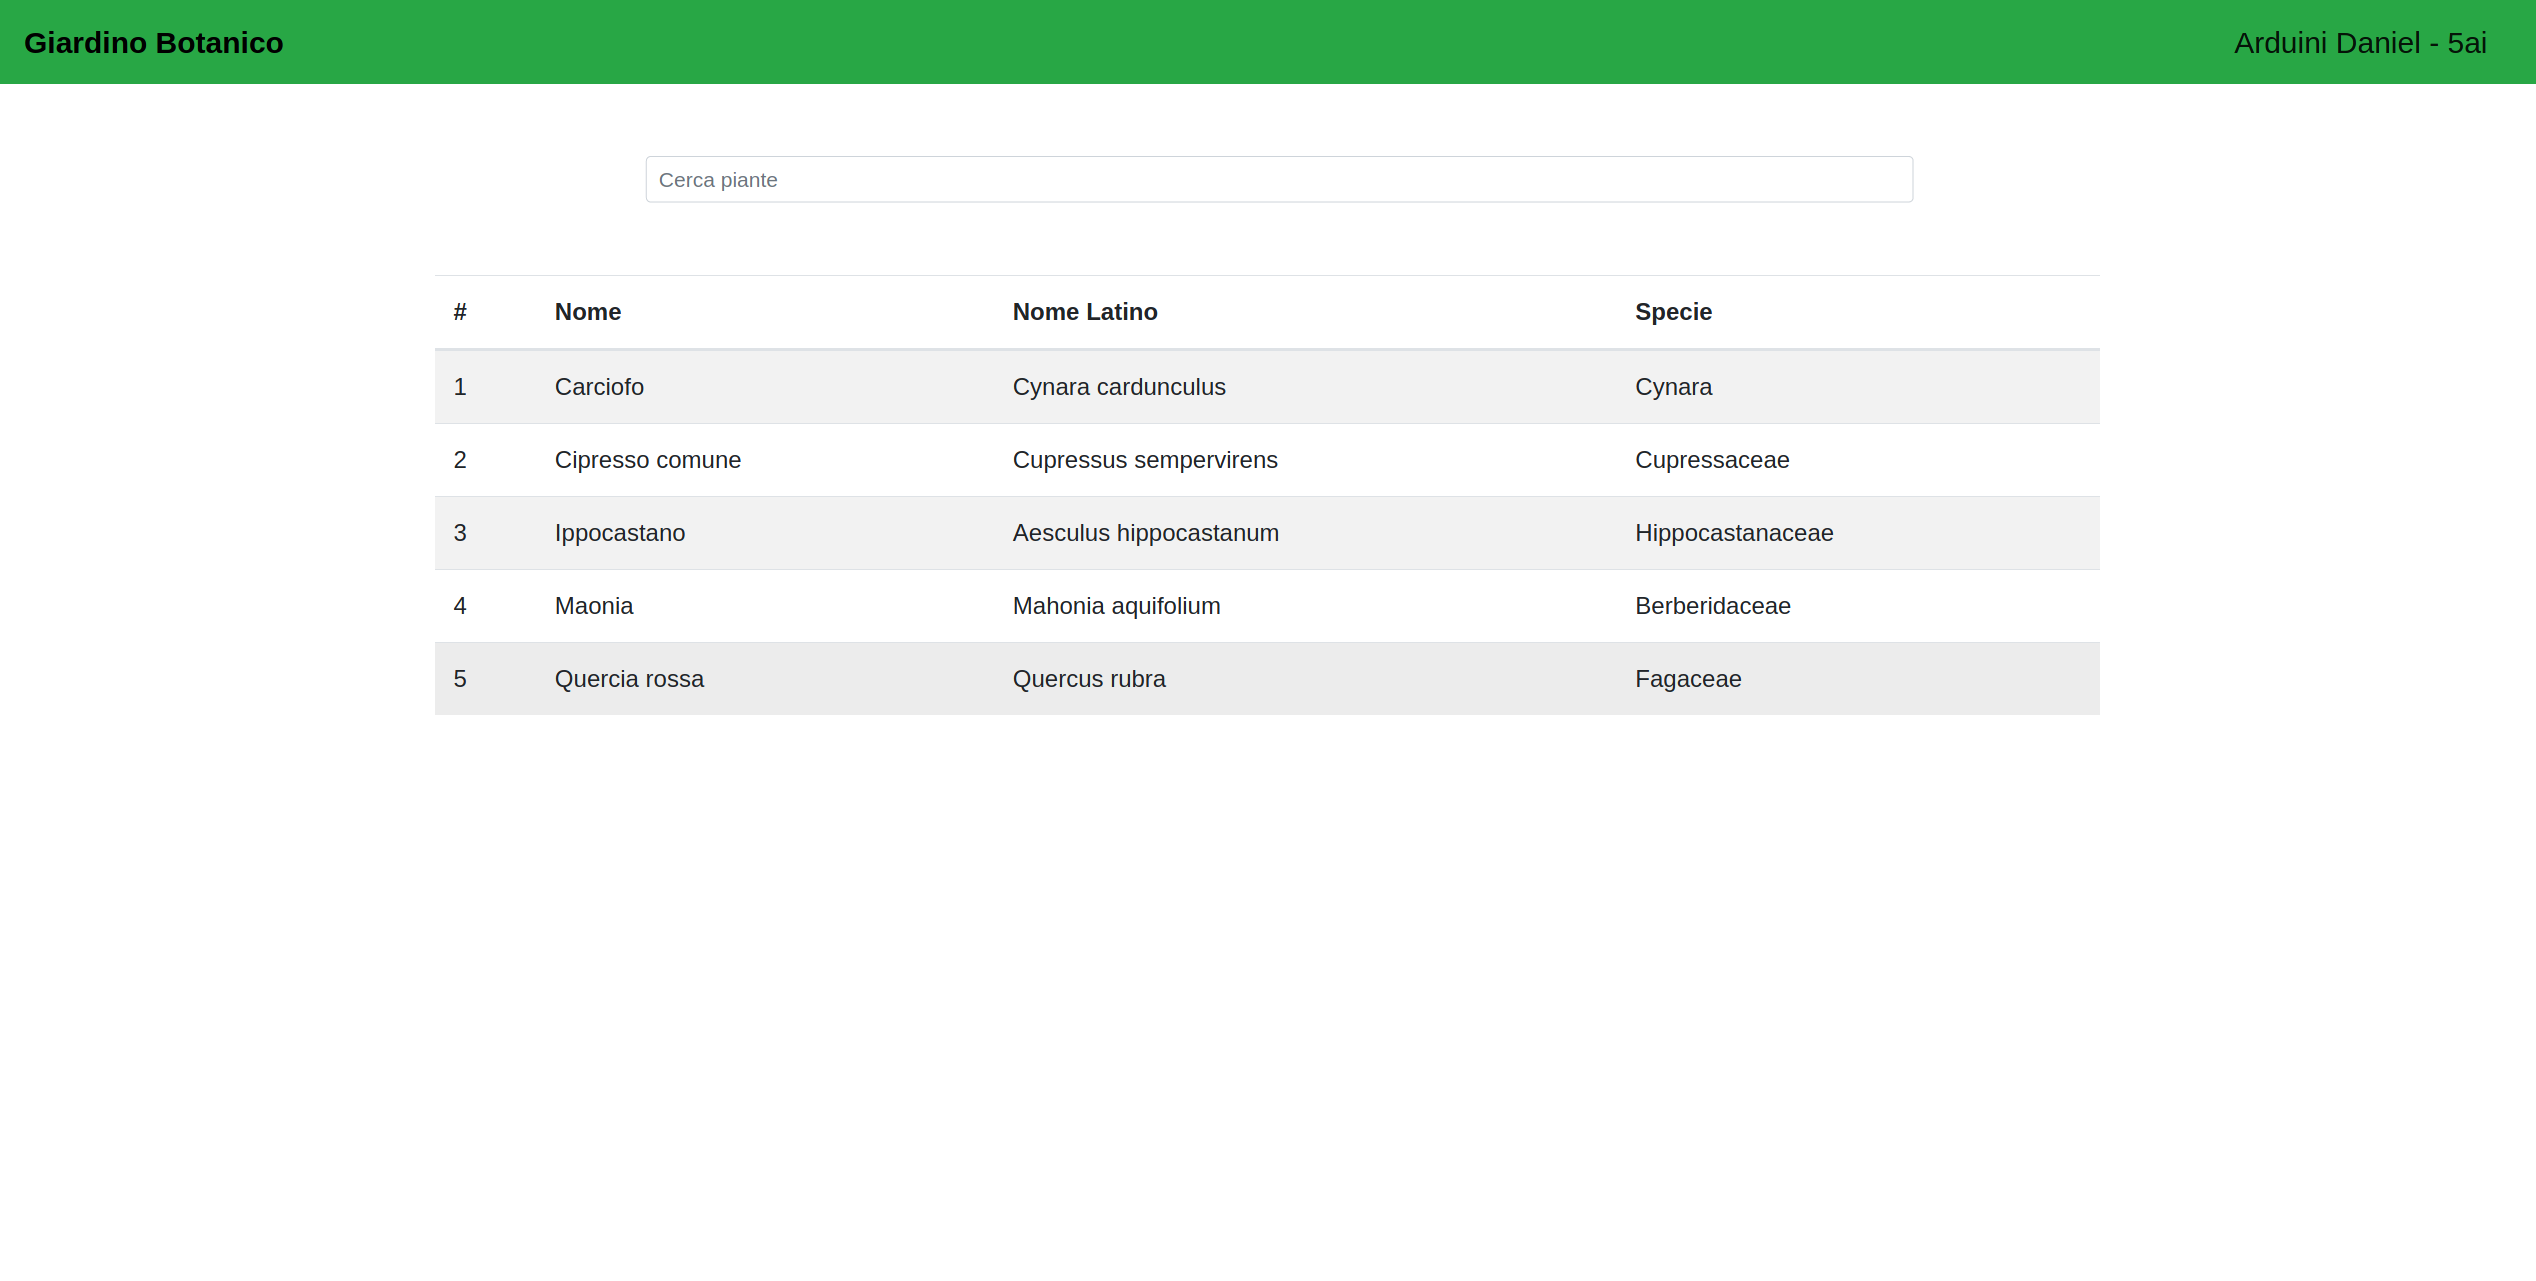 Giardino Botanico Arduini Daniel - 5ai
Cerca piante
# Nome Nome Latino Specie
1 Carciofo Cynara cardunculus Cynara
2 Cipresso comune Cupressus sempervirens Cupressaceae
3 Ippocastano Aesculus hippocastanum Hippocastanaceae
4 Maonia Mahonia aquifolium Berberidaceae
5 Quercia rossa Quercus rubra Fagaceae